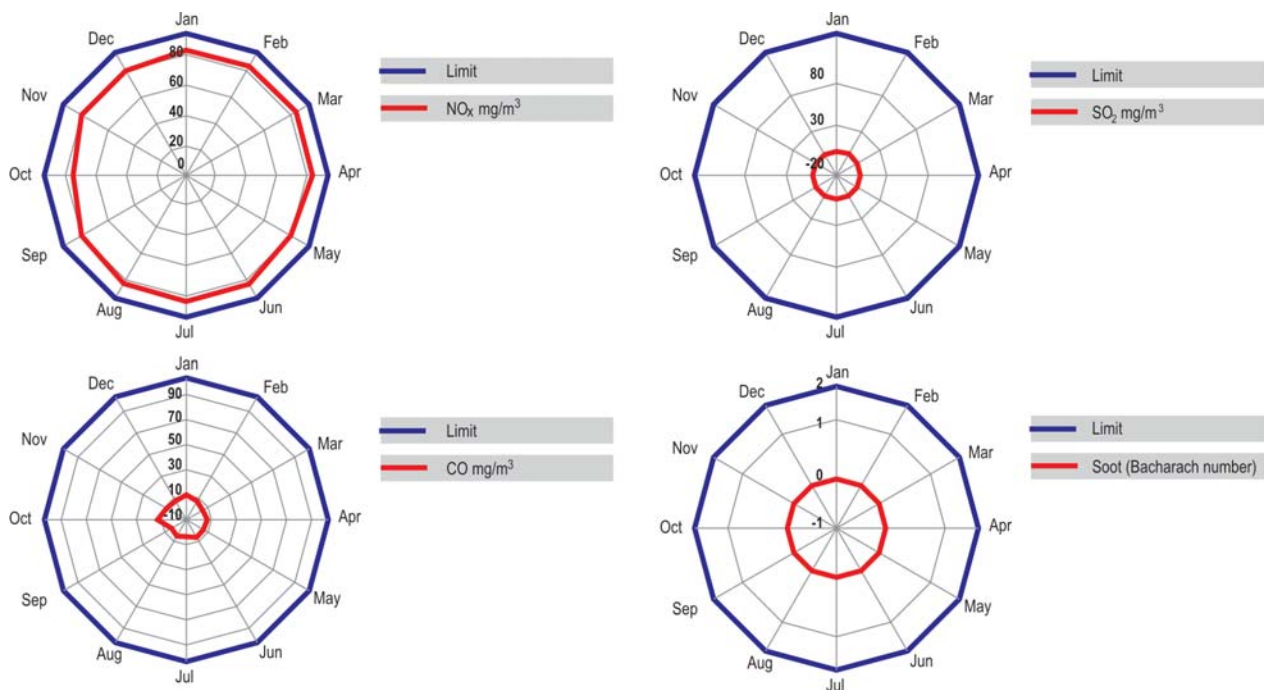 Jan
Feb
Mar
Apr
May
Jun
Jul
Aug
Sep
Oct
Nov
Dec
80
60
40
20
0
Limit
NOx mg/m³
Jan
Feb
Mar
Apr
May
Jun
Jul
Aug
Sep
Oct
Nov
Dec
80
30
-20
Limit
SO₂ mg/m³
Jan
Feb
Mar
Apr
May
Jun
Jul
Aug
Sep
Oct
Nov
Dec
90
70
50
30
10
-10
Limit
CO mg/m³
Jan
Feb
Mar
Apr
May
Jun
Jul
Aug
Sep
Oct
Nov
Dec
2
1
0
-1
Limit
Soot (Bacharach number)